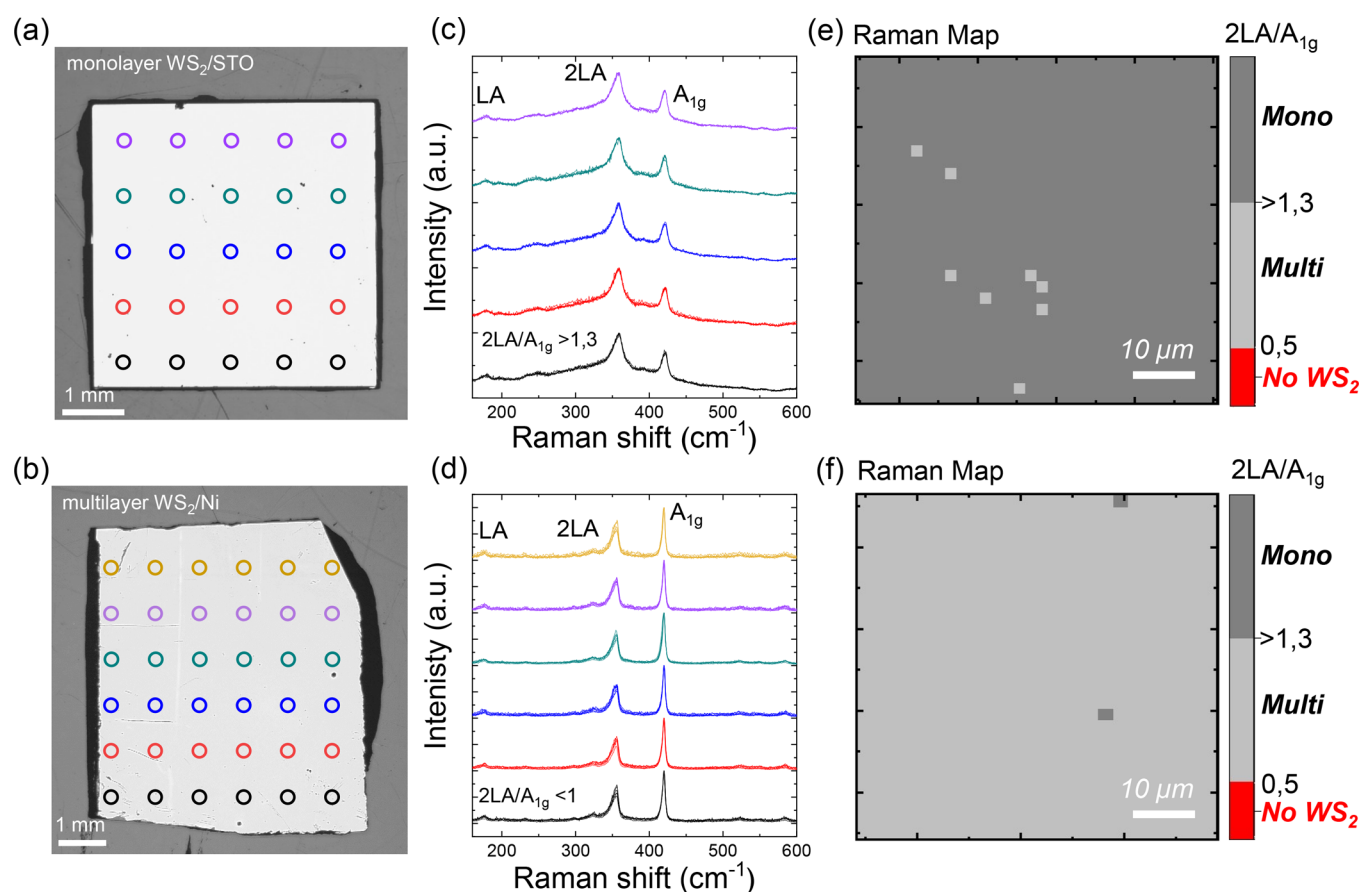 (a)
monolayer WS₂/STO
1 mm
(c)
Intensity (a.u.)
LA
2LA
A₁g
2LA/A₁g >1,3
200
300
400
500
600
Raman shift (cm⁻¹)
(e)
Raman Map
10 µm
2LA/A₁g
Mono
>1,3
Multi
0,5
No WS₂
(b)
multilayer WS₂/Ni
1 mm
(d)
Intenisty (a.u.)
LA
2LA
A₁g
2LA/A₁g <1
200
300
400
500
600
Raman shift (cm⁻¹)
(f)
Raman Map
10 µm
2LA/A₁g
Mono
>1,3
Multi
0,5
No WS₂